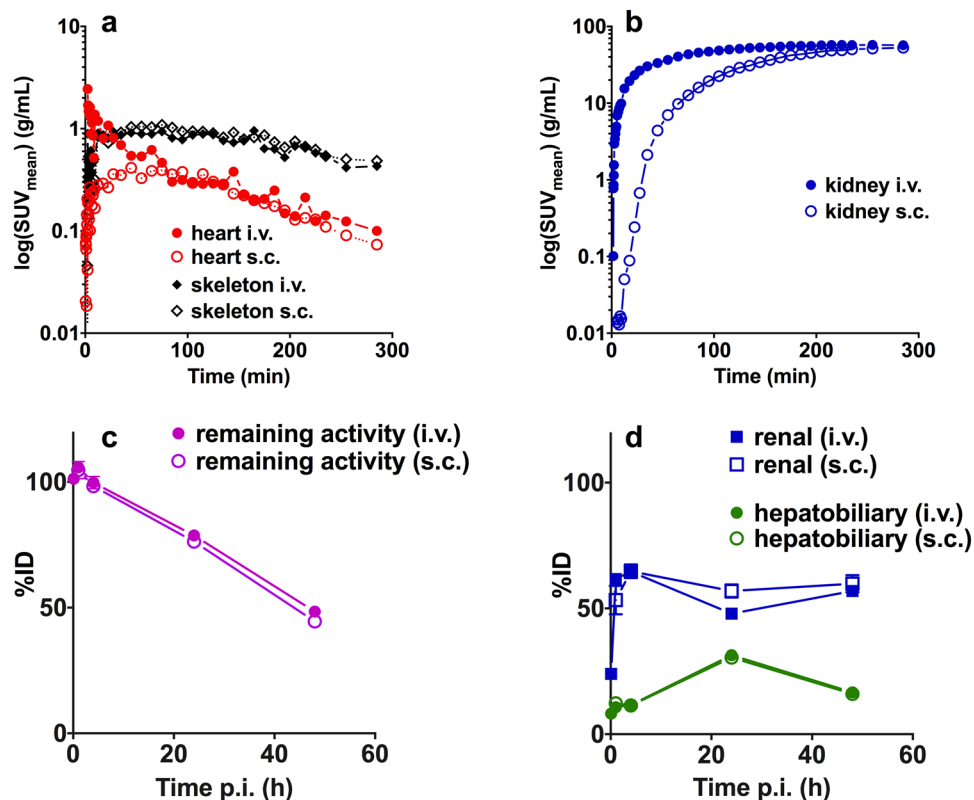 a
log(SUVmean) (g/mL)
10
1
0.1
0.01
0
100
200
300
Time (min)
heart i.v.
heart s.c.
skeleton i.v.
skeleton s.c.
b
log(SUVmean) (g/mL)
100
10
1
0.1
0.01
0
100
200
300
Time (min)
kidney i.v.
kidney s.c.
c
remaining activity (i.v.)
remaining activity (s.c.)
%ID
100
50
0
0
20
40
60
Time p.i. (h)
d
renal (i.v.)
renal (s.c.)
hepatobiliary (i.v.)
hepatobiliary (s.c.)
%ID
100
50
0
0
20
40
60
Time p.i. (h)